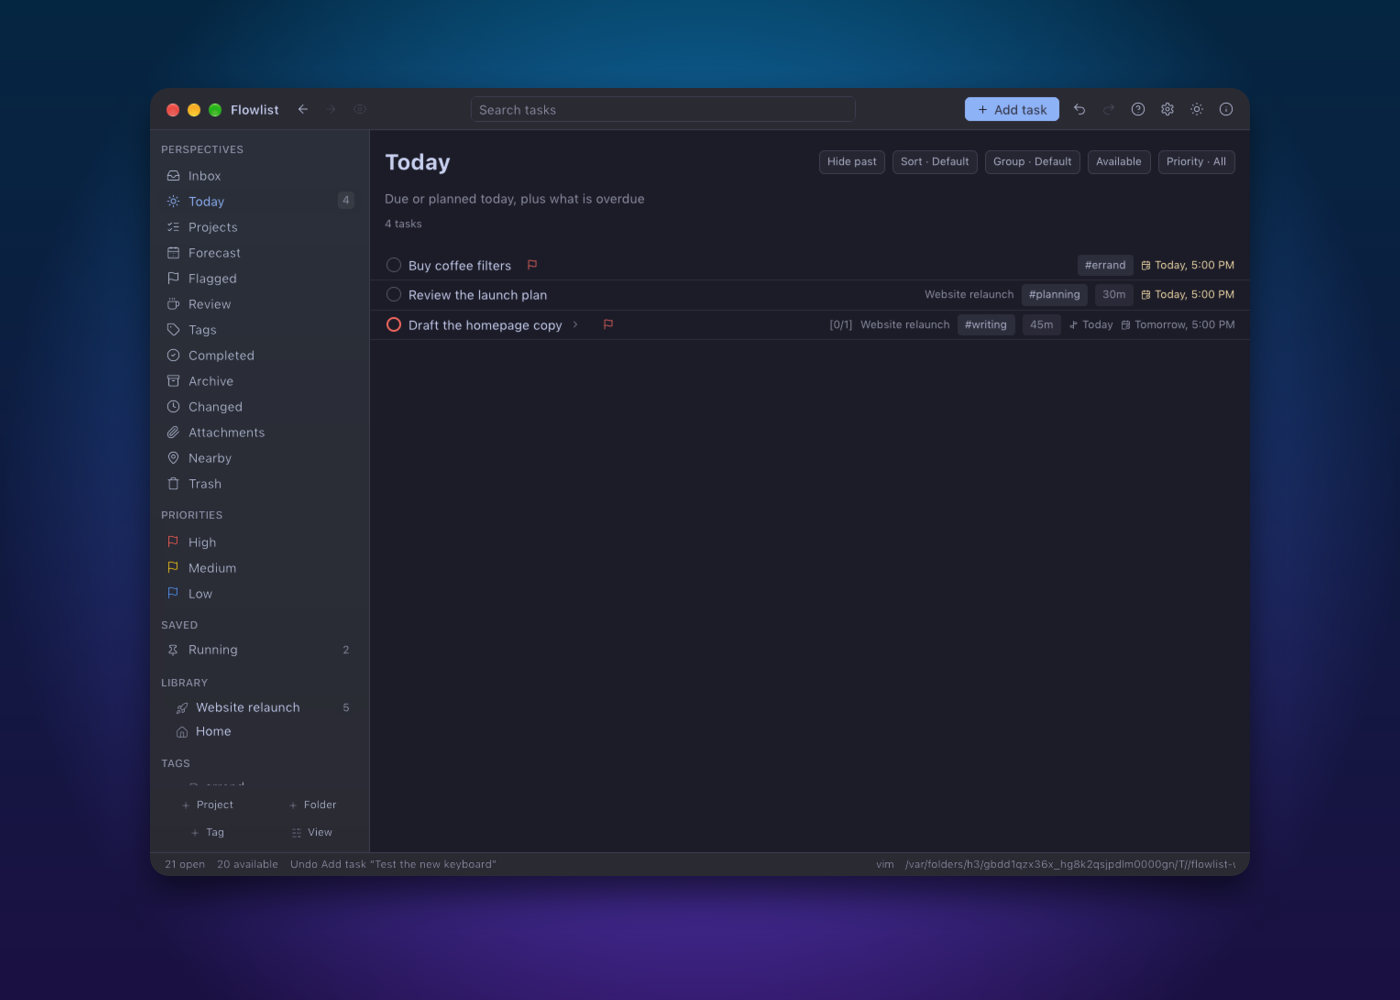 Flowlist
Search tasks
+ Add task
PERSPECTIVES
Inbox
Today 4
Projects
Forecast
Flagged
Review
Tags
Completed
Archive
Changed
Attachments
Nearby
Trash
PRIORITIES
High
Medium
Low
SAVED
Running 2
LIBRARY
Website relaunch 5
Home
TAGS
+ Project + Folder
+ Tag View
Today
Hide past Sort · Default Group · Default Available Priority · All
Due or planned today, plus what is overdue
4 tasks
Buy coffee filters #errand Today, 5:00 PM
Review the launch plan Website relaunch #planning 30m Today, 5:00 PM
Draft the homepage copy [0/1] Website relaunch #writing 45m Today Tomorrow, 5:00 PM
21 open 20 available Undo Add task “Test the new keyboard” vim /var/folders/h3/gbdd1qzx36x_hg8k2qsjpdlm0000gn/T//flowlist-